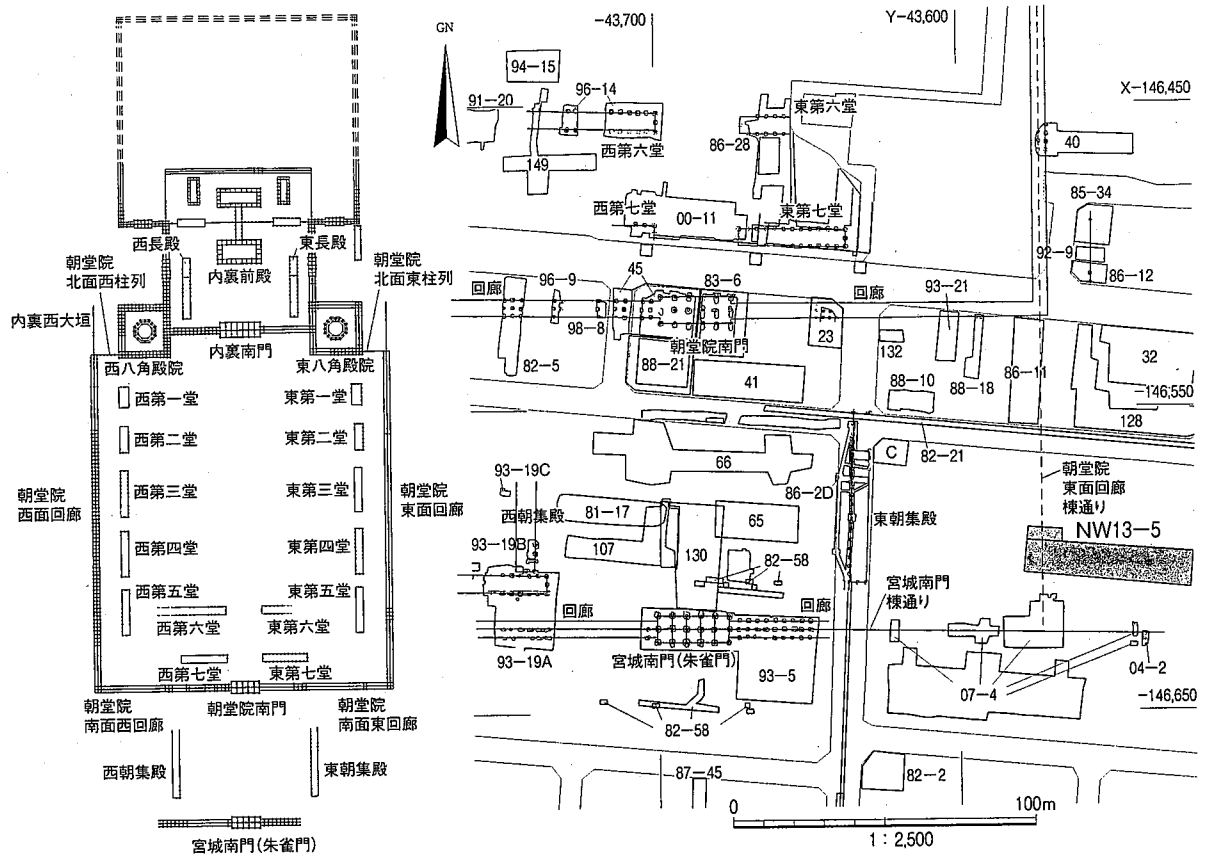 西長殿
東長殿
内裏前殿
朝堂院
北面西柱列
朝堂院
北面東柱列
内裏西大垣
内裏南門
西八角殿院
東八角殿院
西第一堂
東第一堂
西第二堂
東第二堂
朝堂院
西面回廊
西第三堂
東第三堂
朝堂院
東面回廊
西第四堂
東第四堂
西第五堂
東第五堂
西第六堂
東第六堂
西第七堂
東第七堂
朝堂院
南面西回廊
朝堂院南門
朝堂院
南面東回廊
西朝集殿
東朝集殿
宮城南門(朱雀門)
GN
-43,700
Y-43,600
X-146,450
94-15
91-20
96-14
西第六堂
149
東第六堂
86-28
40
85-34
92-9
86-12
西第七堂
00-11
東第七堂
回廊
96-9
45
83-6
回廊
93-21
98-8
23
132
朝堂院南門
82-5
88-21
41
88-10
88-18
86-11
32
-146,550
128
82-21
66
C
93-19C
86-2D
朝堂院
東面回廊
棟通り
西朝集殿
81-17
65
東朝集殿
NW13-5
93-19B
107
130
82-58
回廊
回廊
宮城南門
棟通り
93-19A
宮城南門(朱雀門)
93-5
07-4
04-2
-146,650
82-58
87-45
82-2
0
100m
1:2,500